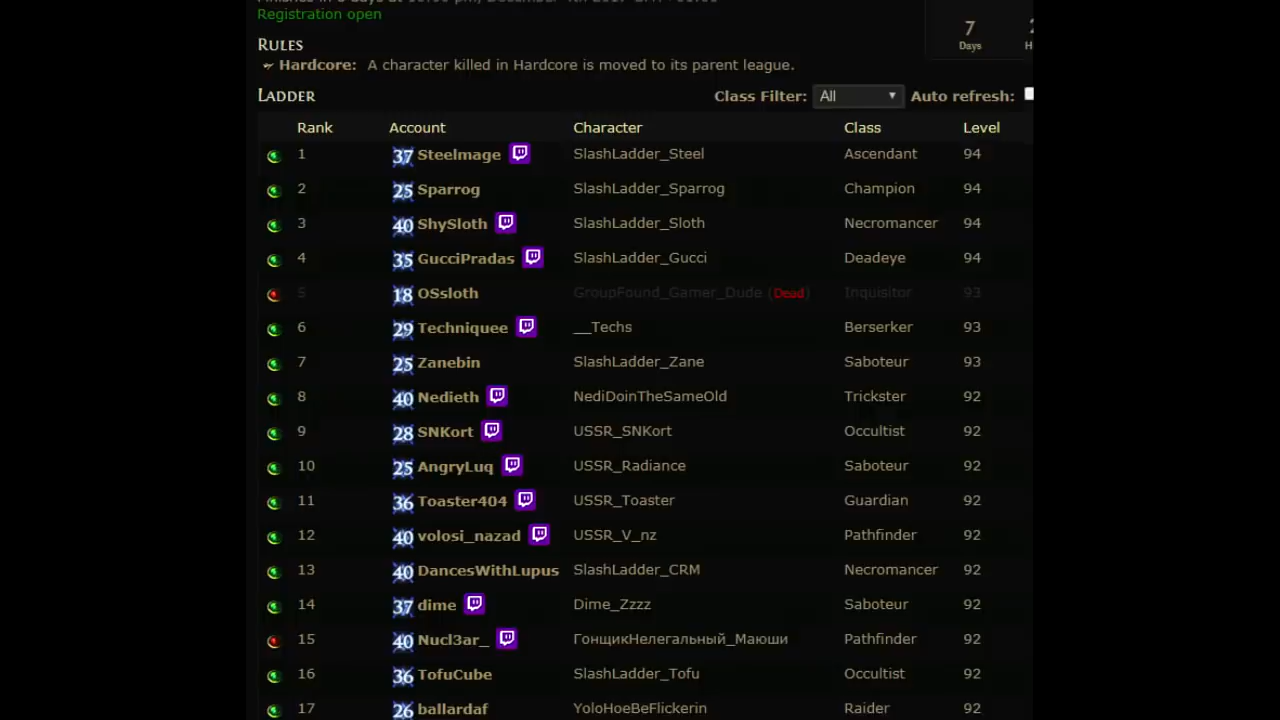 Registration open
7
Days
RULES
Hardcore: A character killed in Hardcore is moved to its parent league.
LADDER Class Filter: All Auto refresh:
Rank Account Character Class Level
1 37 Steelmage SlashLadder_Steel Ascendant 94
2 25 Sparrog SlashLadder_Sparrog Champion 94
3 40 ShySloth SlashLadder_Sloth Necromancer 94
4 35 GucciPradas SlashLadder_Gucci Deadeye 94
5 18 OSsloth GroupFound_Gamer_Dude (Dead) Inquisitor 93
6 29 Techniquee __Techs Berserker 93
7 25 Zanebin SlashLadder_Zane Saboteur 93
8 40 Nedieth NediDoinTheSameOld Trickster 92
9 28 SNKort USSR_SNKort Occultist 92
10 25 AngryLuq USSR_Radiance Saboteur 92
11 36 Toaster404 USSR_Toaster Guardian 92
12 40 volosi_nazad USSR_V_nz Pathfinder 92
13 40 DancesWithLupus SlashLadder_CRM Necromancer 92
14 37 dime Dime_Zzzz Saboteur 92
15 40 Nucl3ar_ ГонщикНелегальный_Маюши Pathfinder 92
16 36 TofuCube SlashLadder_Tofu Occultist 92
17 26 ballardaf YoloHoeBeFlickerin Raider 92